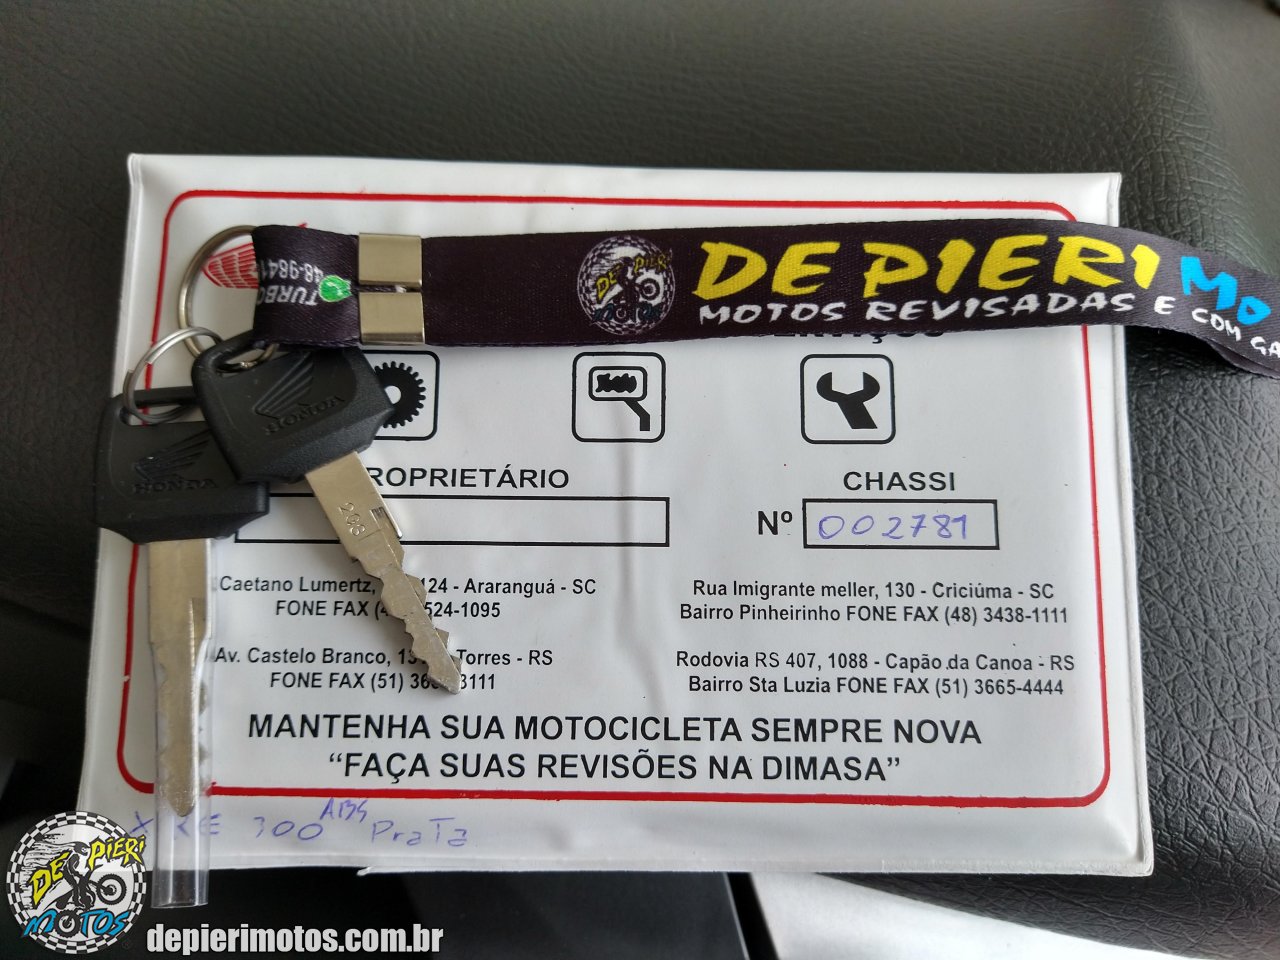 DE PIERI MO
MOTOS REVISADAS E COM GA
TURBO
48-9841
HONDA
HONDA
203
ROPRIETÁRIO
CHASSI
Nº 002781
Caetano Lumertz, 124 - Araranguá - SC
FONE FAX 524-1095
Rua Imigrante meller, 130 - Criciúma - SC
Bairro Pinheirinho FONE FAX (48) 3438-1111
Av. Castelo Branco, Torres - RS
FONE FAX (51) 3111
Rodovia RS 407, 1088 - Capão da Canoa - RS
Bairro Sta Luzia FONE FAX (51) 3665-4444
MANTENHA SUA MOTOCICLETA SEMPRE NOVA
“FAÇA SUAS REVISÕES NA DIMASA”
XRE 300 ABS Prata
DE PIERI
MOTOS
depierimotos.com.br